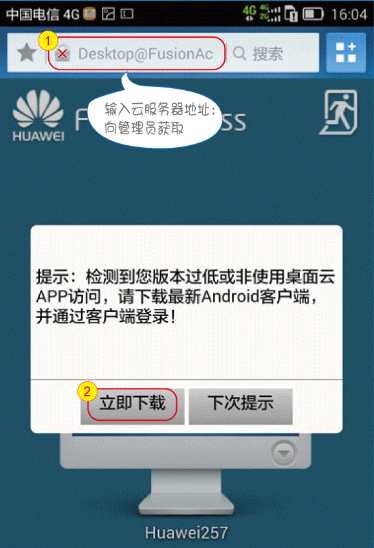 中国电信 4G
4G
4G
2G
16:04
1
Desktop@FusionAc
搜索
输入云服务器地址:
向管理员获取
HUAWEI
F
ss
提示：检测到您版本过低或非使用桌面云
APP访问，请下载最新Android客户端，
并通过客户端登录！
2
立即下载
下次提示
Huawei257